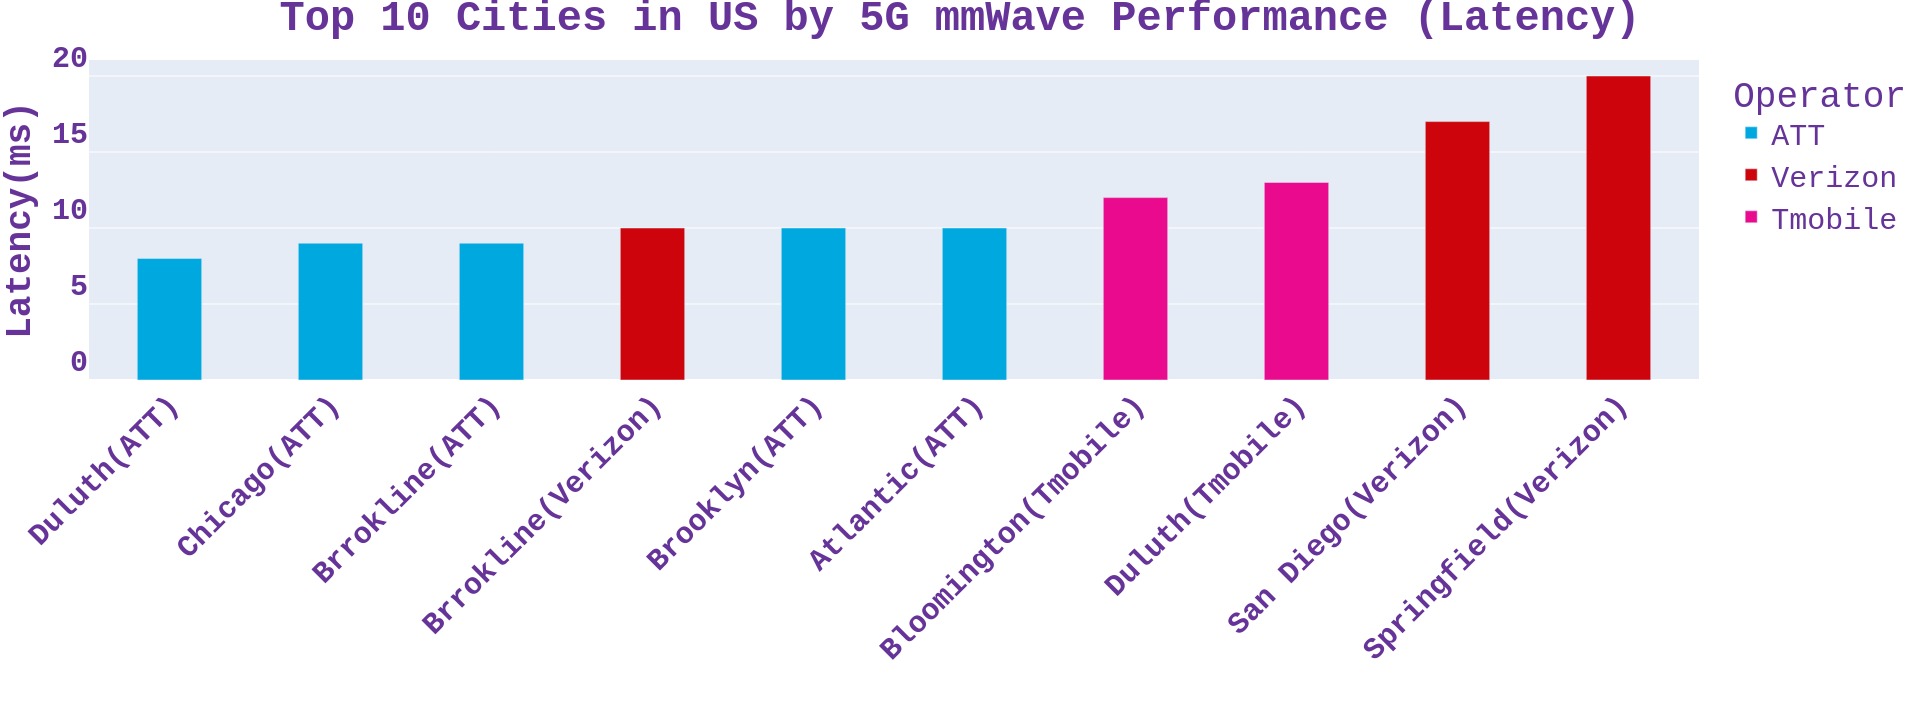 Top 10 Cities in US by 5G mmWave Performance (Latency)
Latency(ms)
20
15
10
5
0
Duluth(ATT)
Chicago(ATT)
Brrokline(ATT)
Brrokline(Verizon)
Brooklyn(ATT)
Atlantic(ATT)
Bloomington(Tmobile)
Duluth(Tmobile)
San Diego(Verizon)
Springfield(Verizon)
Operator
ATT
Verizon
Tmobile